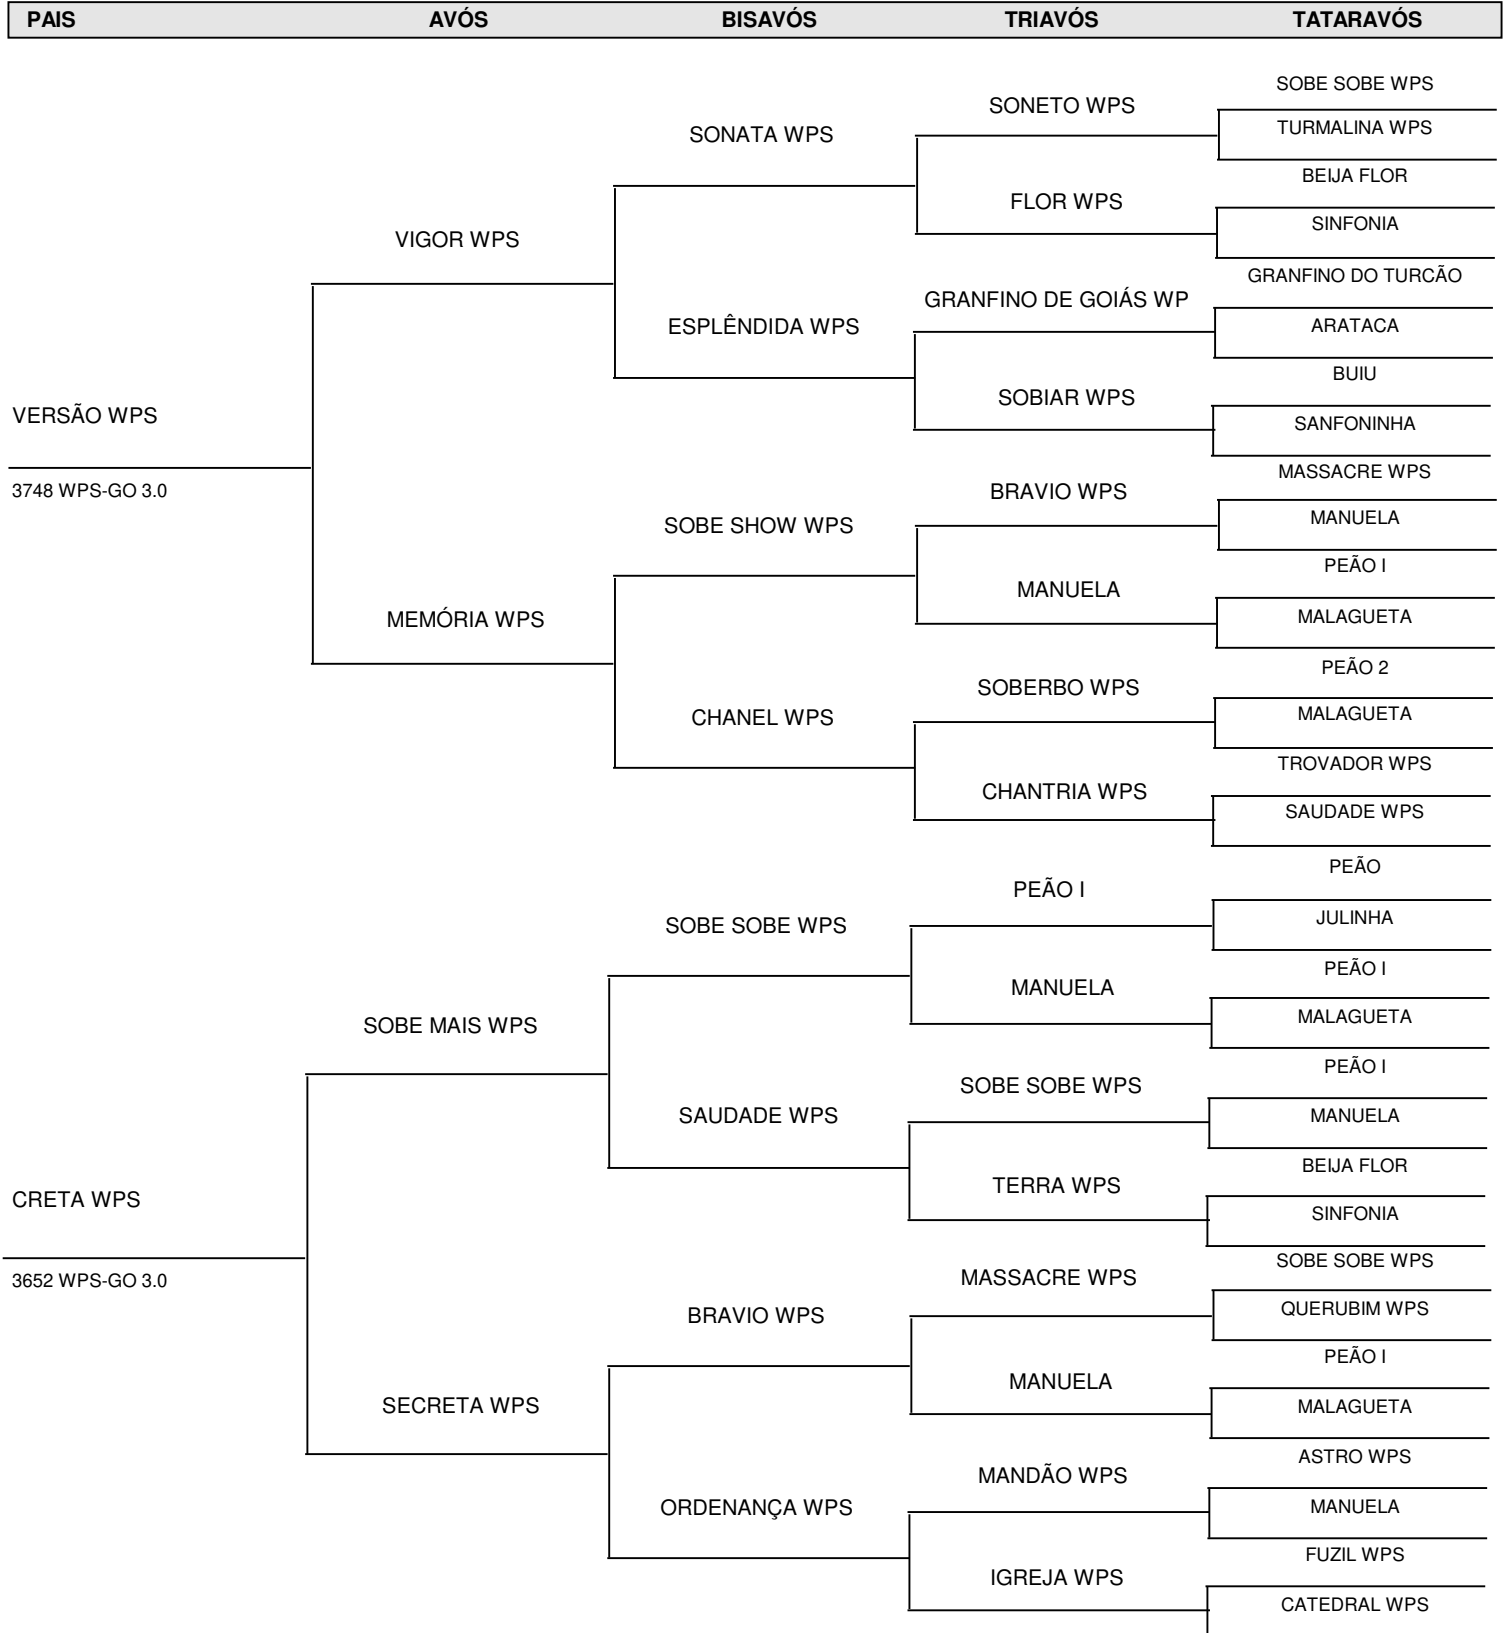 PAIS AVÓS BISAVÓS TRIAVÓS TATARAVÓS
SOBE SOBE WPS
SONETO WPS
TURMALINA WPS
SONATA WPS
BEIJA FLOR
FLOR WPS
SINFONIA
VIGOR WPS
GRANFINO DO TURCÃO
GRANFINO DE GOIÁS WP
ARATACA
ESPLÊNDIDA WPS
BUIU
SOBIAR WPS
VERSÃO WPS
SANFONINHA
MASSACRE WPS
3748 WPS-GO 3.0
BRAVIO WPS
MANUELA
SOBE SHOW WPS
PEÃO I
MANUELA
MALAGUETA
MEMÓRIA WPS
PEÃO 2
SOBERBO WPS
MALAGUETA
CHANEL WPS
TROVADOR WPS
CHANTRIA WPS
SAUDADE WPS
PEÃO
PEÃO I
JULINHA
SOBE SOBE WPS
PEÃO I
MANUELA
MALAGUETA
SOBE MAIS WPS
PEÃO I
SOBE SOBE WPS
MANUELA
SAUDADE WPS
BEIJA FLOR
TERRA WPS
CRETA WPS
SINFONIA
SOBE SOBE WPS
3652 WPS-GO 3.0
MASSACRE WPS
QUERUBIM WPS
BRAVIO WPS
PEÃO I
MANUELA
SECRETA WPS
MALAGUETA
ASTRO WPS
MANDÃO WPS
MANUELA
ORDENANÇA WPS
FUZIL WPS
IGREJA WPS
CATEDRAL WPS